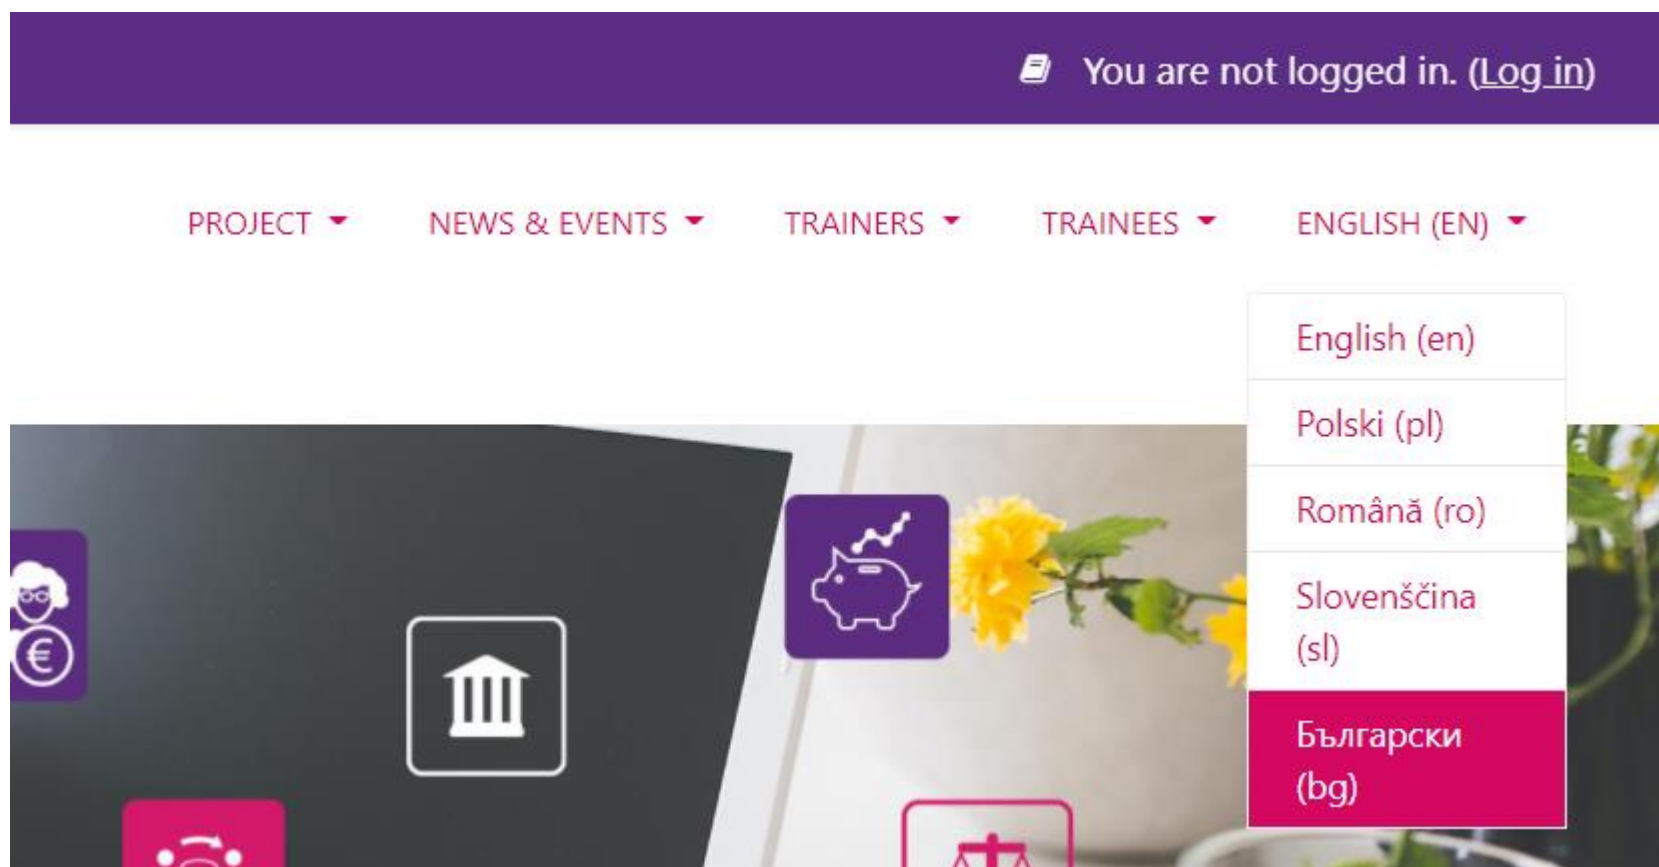 You are not logged in. (Log in)
PROJECT NEWS & EVENTS TRAINERS TRAINEES ENGLISH (EN)
English (en)
Polski (pl)
Română (ro)
Slovenščina
(sl)
Български
(bg)
€